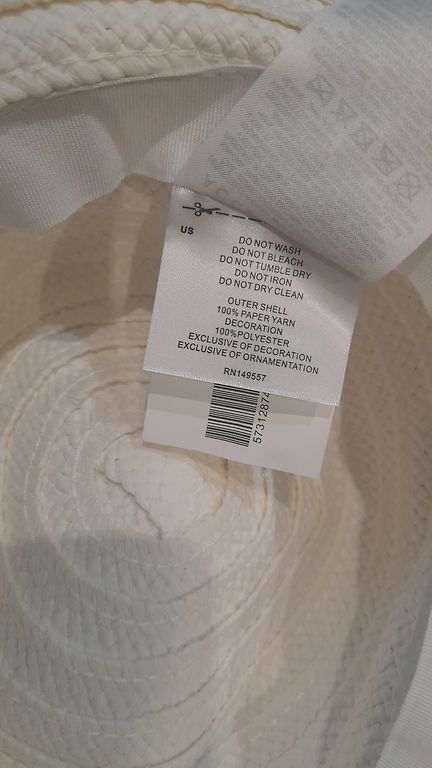 US
DO NOT WASH
DO NOT BLEACH
DO NOT TUMBLE DRY
DO NOT IRON
DO NOT DRY CLEAN
OUTER SHELL
100% PAPER YARN
DECORATION
100%POLYESTER
EXCLUSIVE OF DECORATION
EXCLUSIVE OF ORNAMENTATION
RN149557
57312874